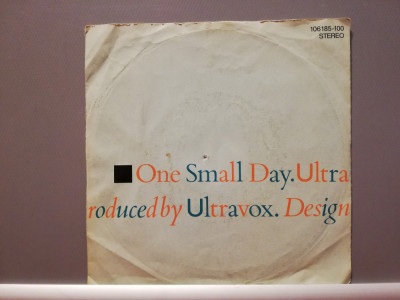 106185-100
STEREO
One Small Day. Ultra
roduced by Ultravox. Design